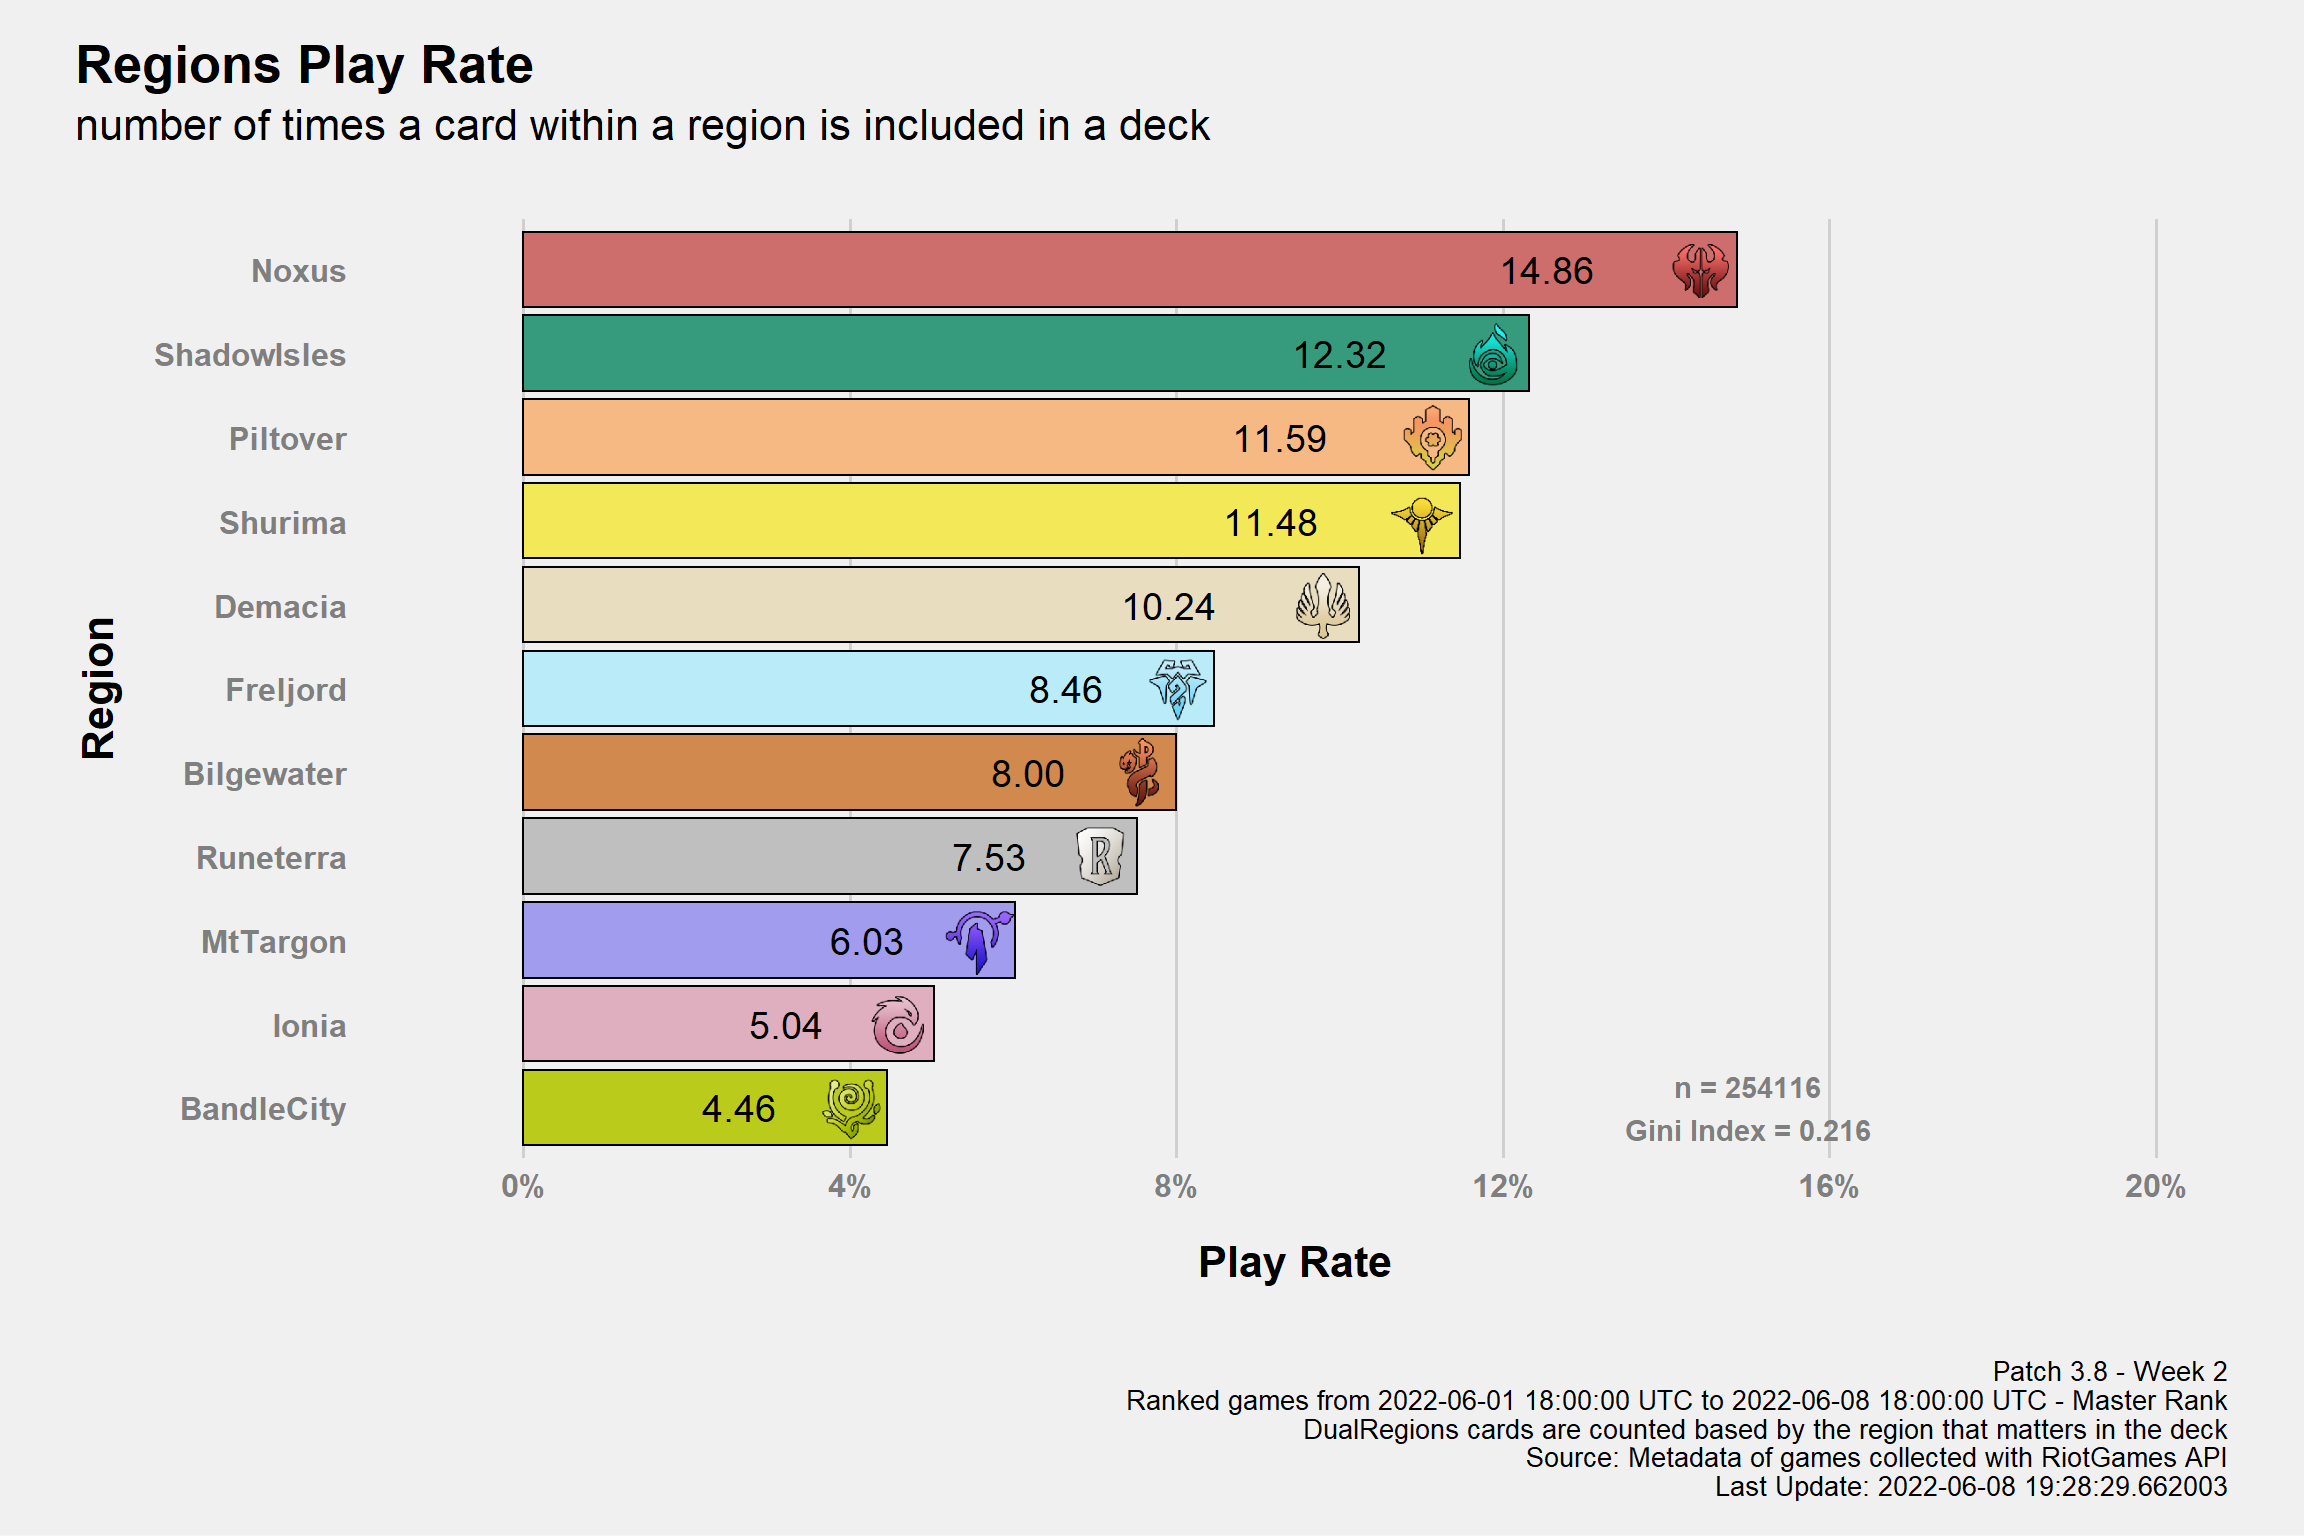 Regions Play Rate
number of times a card within a region is included in a deck
Region
Noxus 14.86
ShadowIsles 12.32
Piltover 11.59
Shurima 11.48
Demacia 10.24
Freljord 8.46
Bilgewater 8.00
Runeterra 7.53 R
MtTargon 6.03
Ionia 5.04
BandleCity 4.46
n = 254116
Gini Index = 0.216
0% 4% 8% 12% 16% 20%
Play Rate
Patch 3.8 - Week 2
Ranked games from 2022-06-01 18:00:00 UTC to 2022-06-08 18:00:00 UTC - Master Rank
DualRegions cards are counted based by the region that matters in the deck
Source: Metadata of games collected with RiotGames API
Last Update: 2022-06-08 19:28:29.662003